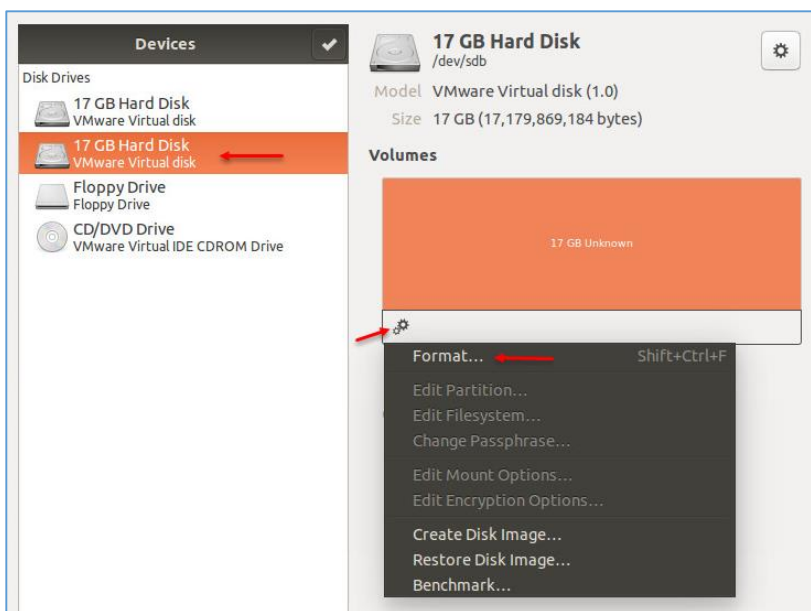 Devices
Disk Drives
17 GB Hard Disk
VMware Virtual disk
17 GB Hard Disk
VMware Virtual disk
Floppy Drive
Floppy Drive
CD/DVD Drive
VMware Virtual IDE CDROM Drive
17 GB Hard Disk
/dev/sdb
Model VMware Virtual disk (1.0)
Size 17 GB (17,179,869,184 bytes)
Volumes
17 GB Unknown
Format... Shift+Ctrl+F
Edit Partition...
Edit Filesystem...
Change Passphrase...
Edit Mount Options...
Edit Encryption Options...
Create Disk Image...
Restore Disk Image...
Benchmark...